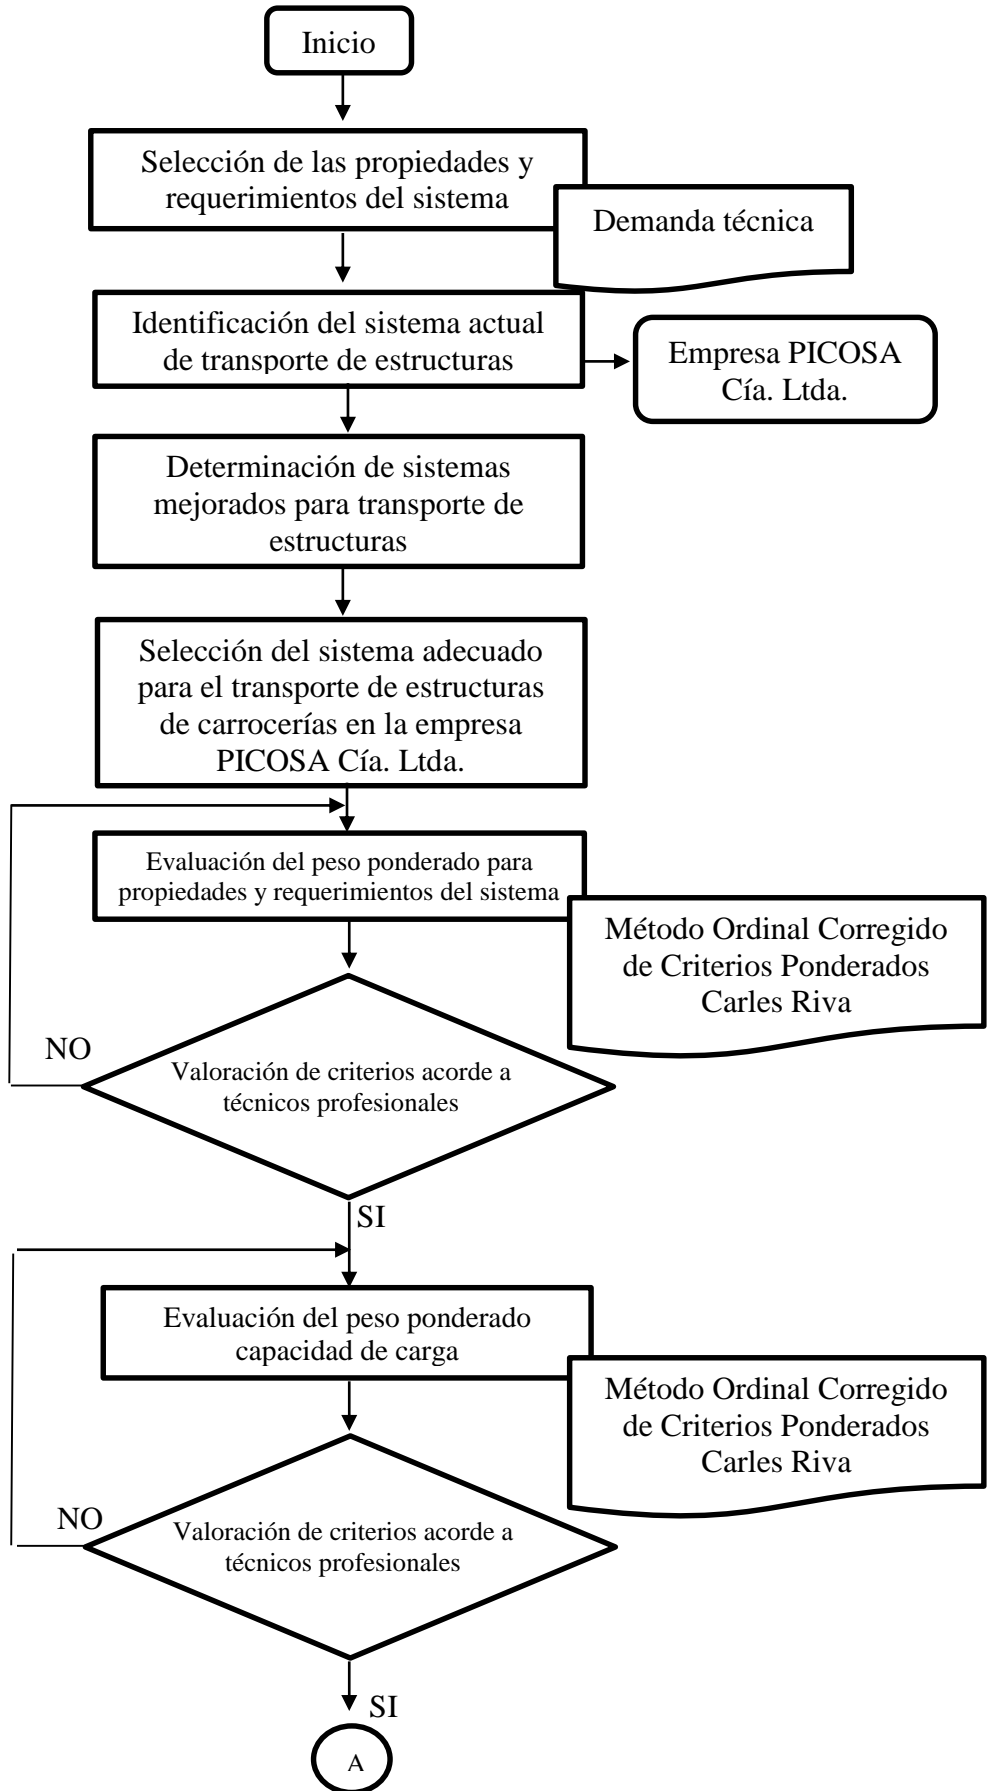 Inicio
Selección de las propiedades y
requerimientos del sistema
Demanda técnica
Identificación del sistema actual
de transporte de estructuras
Empresa PICOSA
Cía. Ltda.
Determinación de sistemas
mejorados para transporte de
estructuras
Selección del sistema adecuado
para el transporte de estructuras
de carrocerías en la empresa
PICOSA Cía. Ltda.
Evaluación del peso ponderado para
propiedades y requerimientos del sistema
Método Ordinal Corregido
de Criterios Ponderados
Carles Riva
NO
Valoración de criterios acorde a
técnicos profesionales
SI
Evaluación del peso ponderado
capacidad de carga
Método Ordinal Corregido
de Criterios Ponderados
Carles Riva
NO
Valoración de criterios acorde a
técnicos profesionales
SI
A